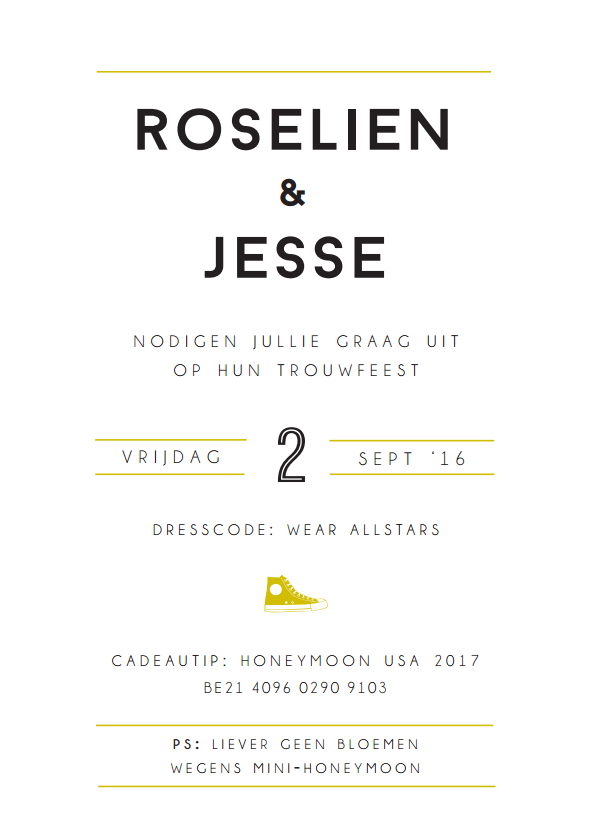 ROSELIEN
&
JESSE
NODIGEN JULLIE GRAAG UIT
OP HUN TROUWFEEST
VRIJDAG 2 SEPT '16
DRESSCODE: WEAR ALLSTARS
CADEAUTIP: HONEYMOON USA 2017
BE21 4096 0290 9103
PS: LIEVER GEEN BLOEMEN
WEGENS MINI-HONEYMOON